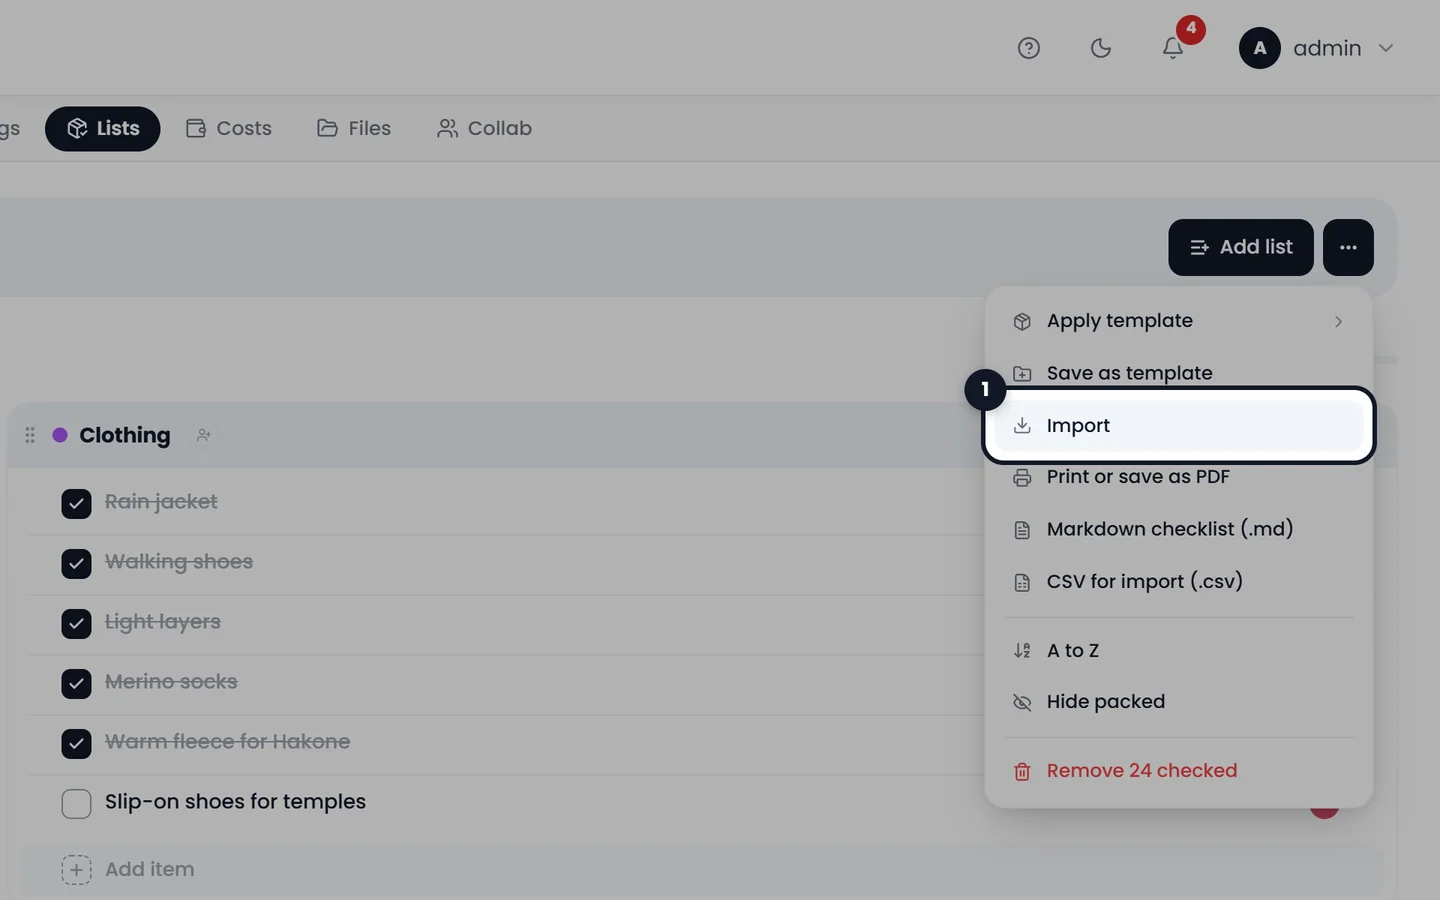 4
A admin
gs Lists Costs Files Collab
Add list
Apply template
Save as template
1
Import
Print or save as PDF
Markdown checklist (.md)
CSV for import (.csv)
A to Z
Hide packed
Remove 24 checked
Clothing
Rain jacket
Walking shoes
Light layers
Merino socks
Warm fleece for Hakone
Slip-on shoes for temples
Add item